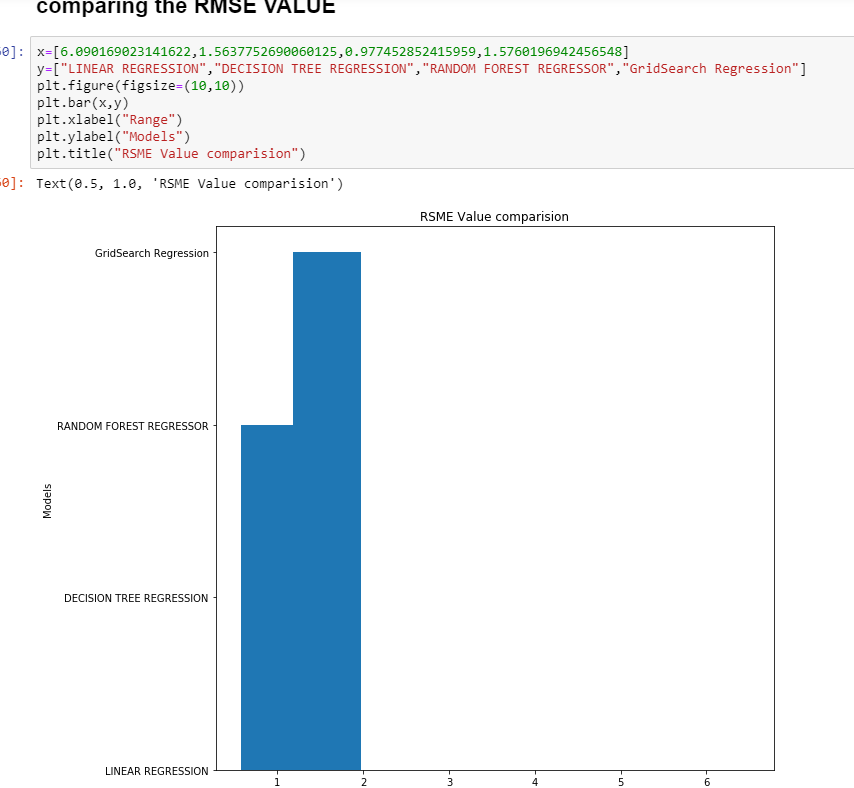 comparing the RMSE VALUE
0]: x=[6.090169023141622,1.5637752690060125,0.977452852415959,1.5760196942456548]
y=["LINEAR REGRESSION","DECISION TREE REGRESSION","RANDOM FOREST REGRESSOR","GridSearch Regression"]
plt.figure(figsize=(10,10))
plt.bar(x,y)
plt.xlabel("Range")
plt.ylabel("Models")
plt.title("RSME Value comparision")
0]: Text(0.5, 1.0, 'RSME Value comparision')
RSME Value comparision
GridSearch Regression
RANDOM FOREST REGRESSOR
Models
DECISION TREE REGRESSION
LINEAR REGRESSION
1 2 3 4 5 6